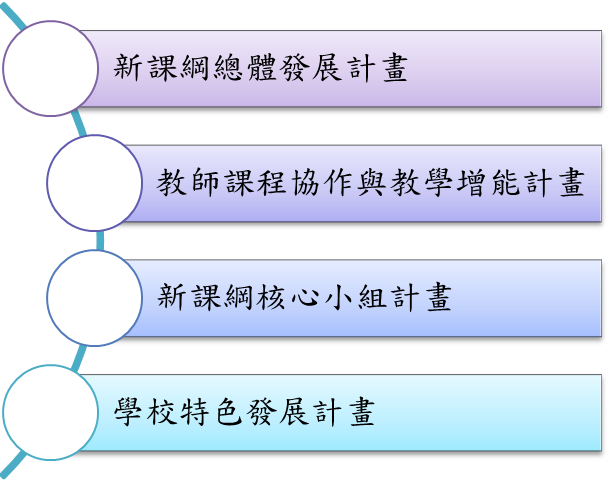 新課綱總體發展計畫
教師課程協作與教學增能計畫
新課綱核心小組計畫
學校特色發展計畫